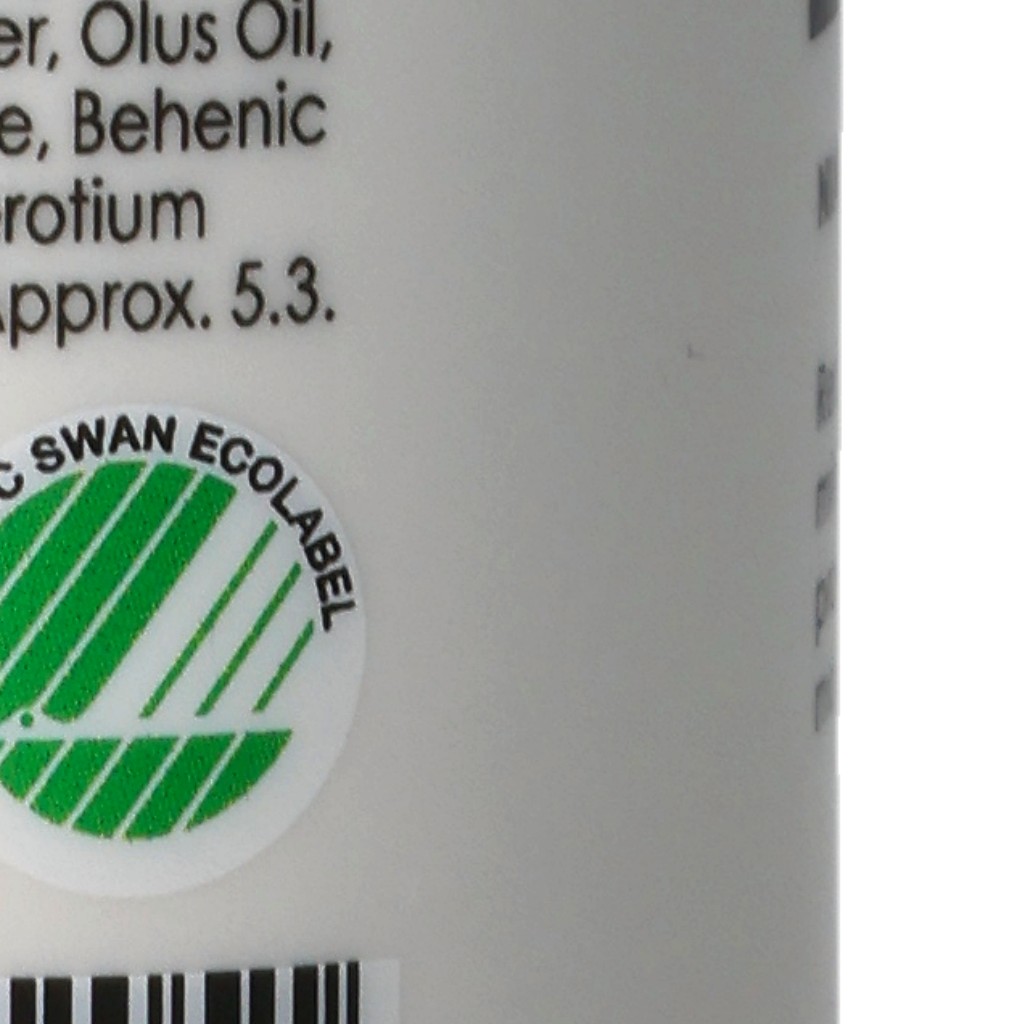 er, Olus Oil,
e, Behenic
rotium
Approx. 5.3.
C SWAN ECOLABEL